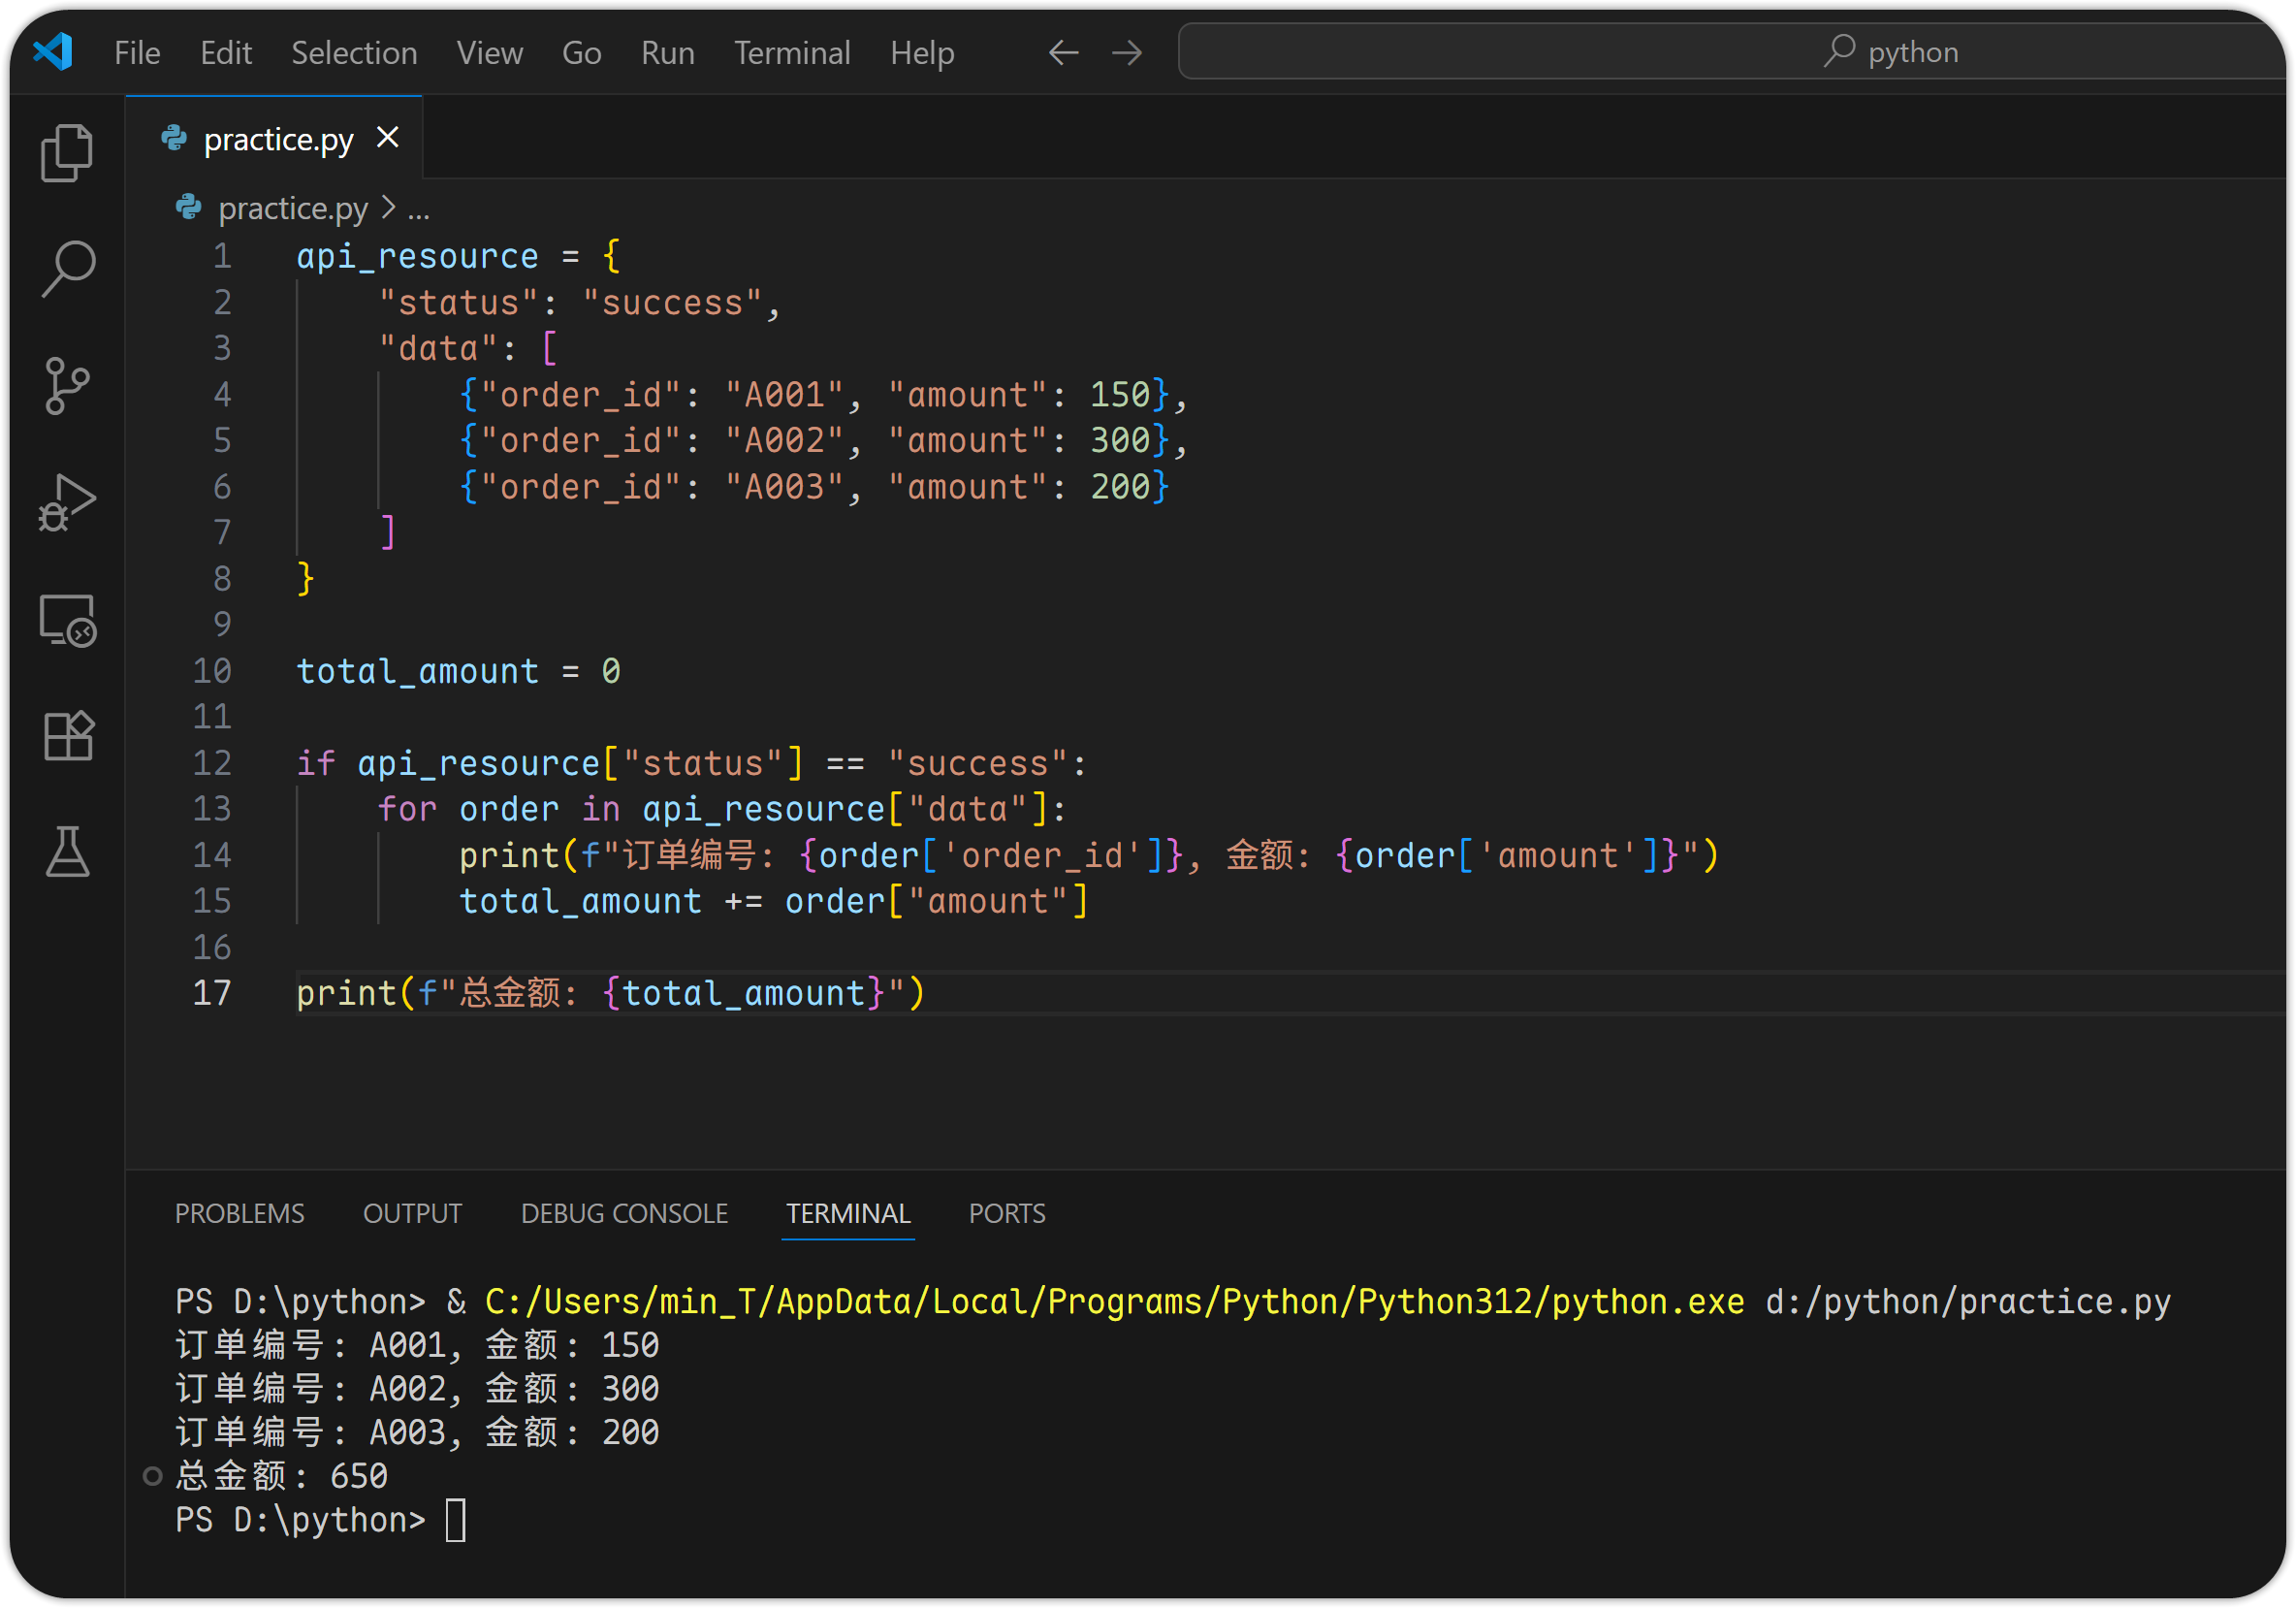 File Edit Selection View Go Run Terminal Help python
practice.py
practice.py > ...
1 api_resource = {
2     "status": "success",
3     "data": [
4         {"order_id": "A001", "amount": 150},
5         {"order_id": "A002", "amount": 300},
6         {"order_id": "A003", "amount": 200}
7     ]
8 }
9
10 total_amount = 0
11
12 if api_resource["status"] == "success":
13     for order in api_resource["data"]:
14         print(f"订单编号: {order['order_id']}, 金额: {order['amount']}")
15         total_amount += order["amount"]
16
17 print(f"总金额: {total_amount}")
PROBLEMS OUTPUT DEBUG CONSOLE TERMINAL PORTS
PS D:\python> & C:/Users/min_T/AppData/Local/Programs/Python/Python312/python.exe d:/python/practice.py
订单编号: A001, 金额: 150
订单编号: A002, 金额: 300
订单编号: A003, 金额: 200
总金额: 650
PS D:\python>